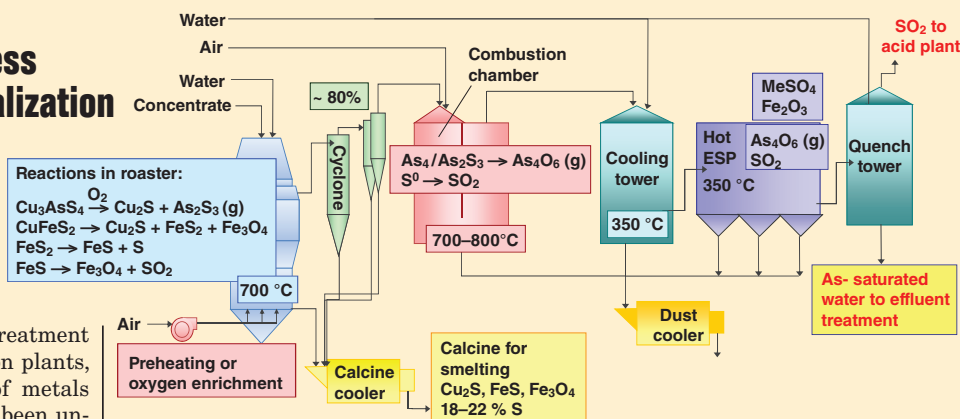 ess
alization
Water
Air
Water
Concentrate
~ 80%
Combustion
chamber
SO₂ to
acid plant
MeSO₄
Fe₂O₃
Reactions in roaster:
O₂
Cu₃AsS₄ → Cu₂S + As₂S₃ (g)
CuFeS₂ → Cu₂S + FeS₂ + Fe₃O₄
FeS₂ → FeS + S
FeS → Fe₃O₄ + SO₂
700 °C
Cyclone
As₄/As₂S₃ → As₄O₆ (g)
S⁰ → SO₂
700–800°C
Cooling
tower
350 °C
Hot
ESP
350 °C
As₄O₆ (g)
SO₂
Quench
tower
As- saturated
water to effluent
treatment
Air
Preheating or
oxygen enrichment
Calcine
cooler
Calcine for
smelting
Cu₂S, FeS, Fe₃O₄
18–22 % S
Dust
cooler
reatment
on plants,
of metals
been un-